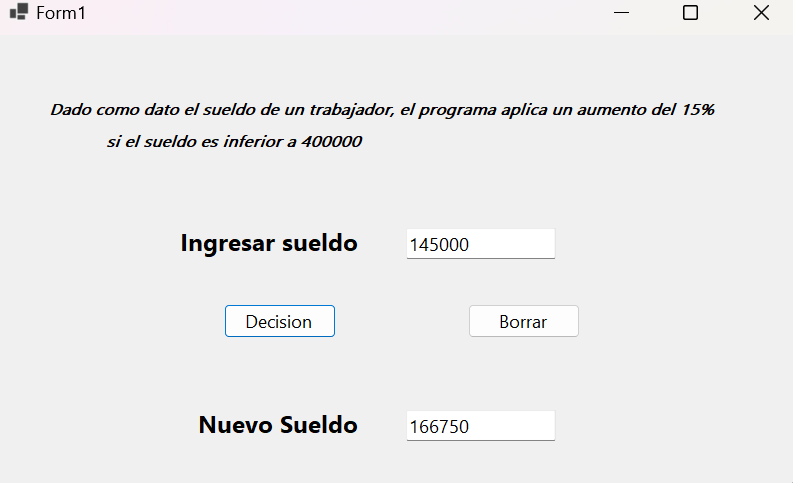 Form1
Dado como dato el sueldo de un trabajador, el programa aplica un aumento del 15%
si el sueldo es inferior a 400000
Ingresar sueldo 145000
Decision Borrar
Nuevo Sueldo 166750